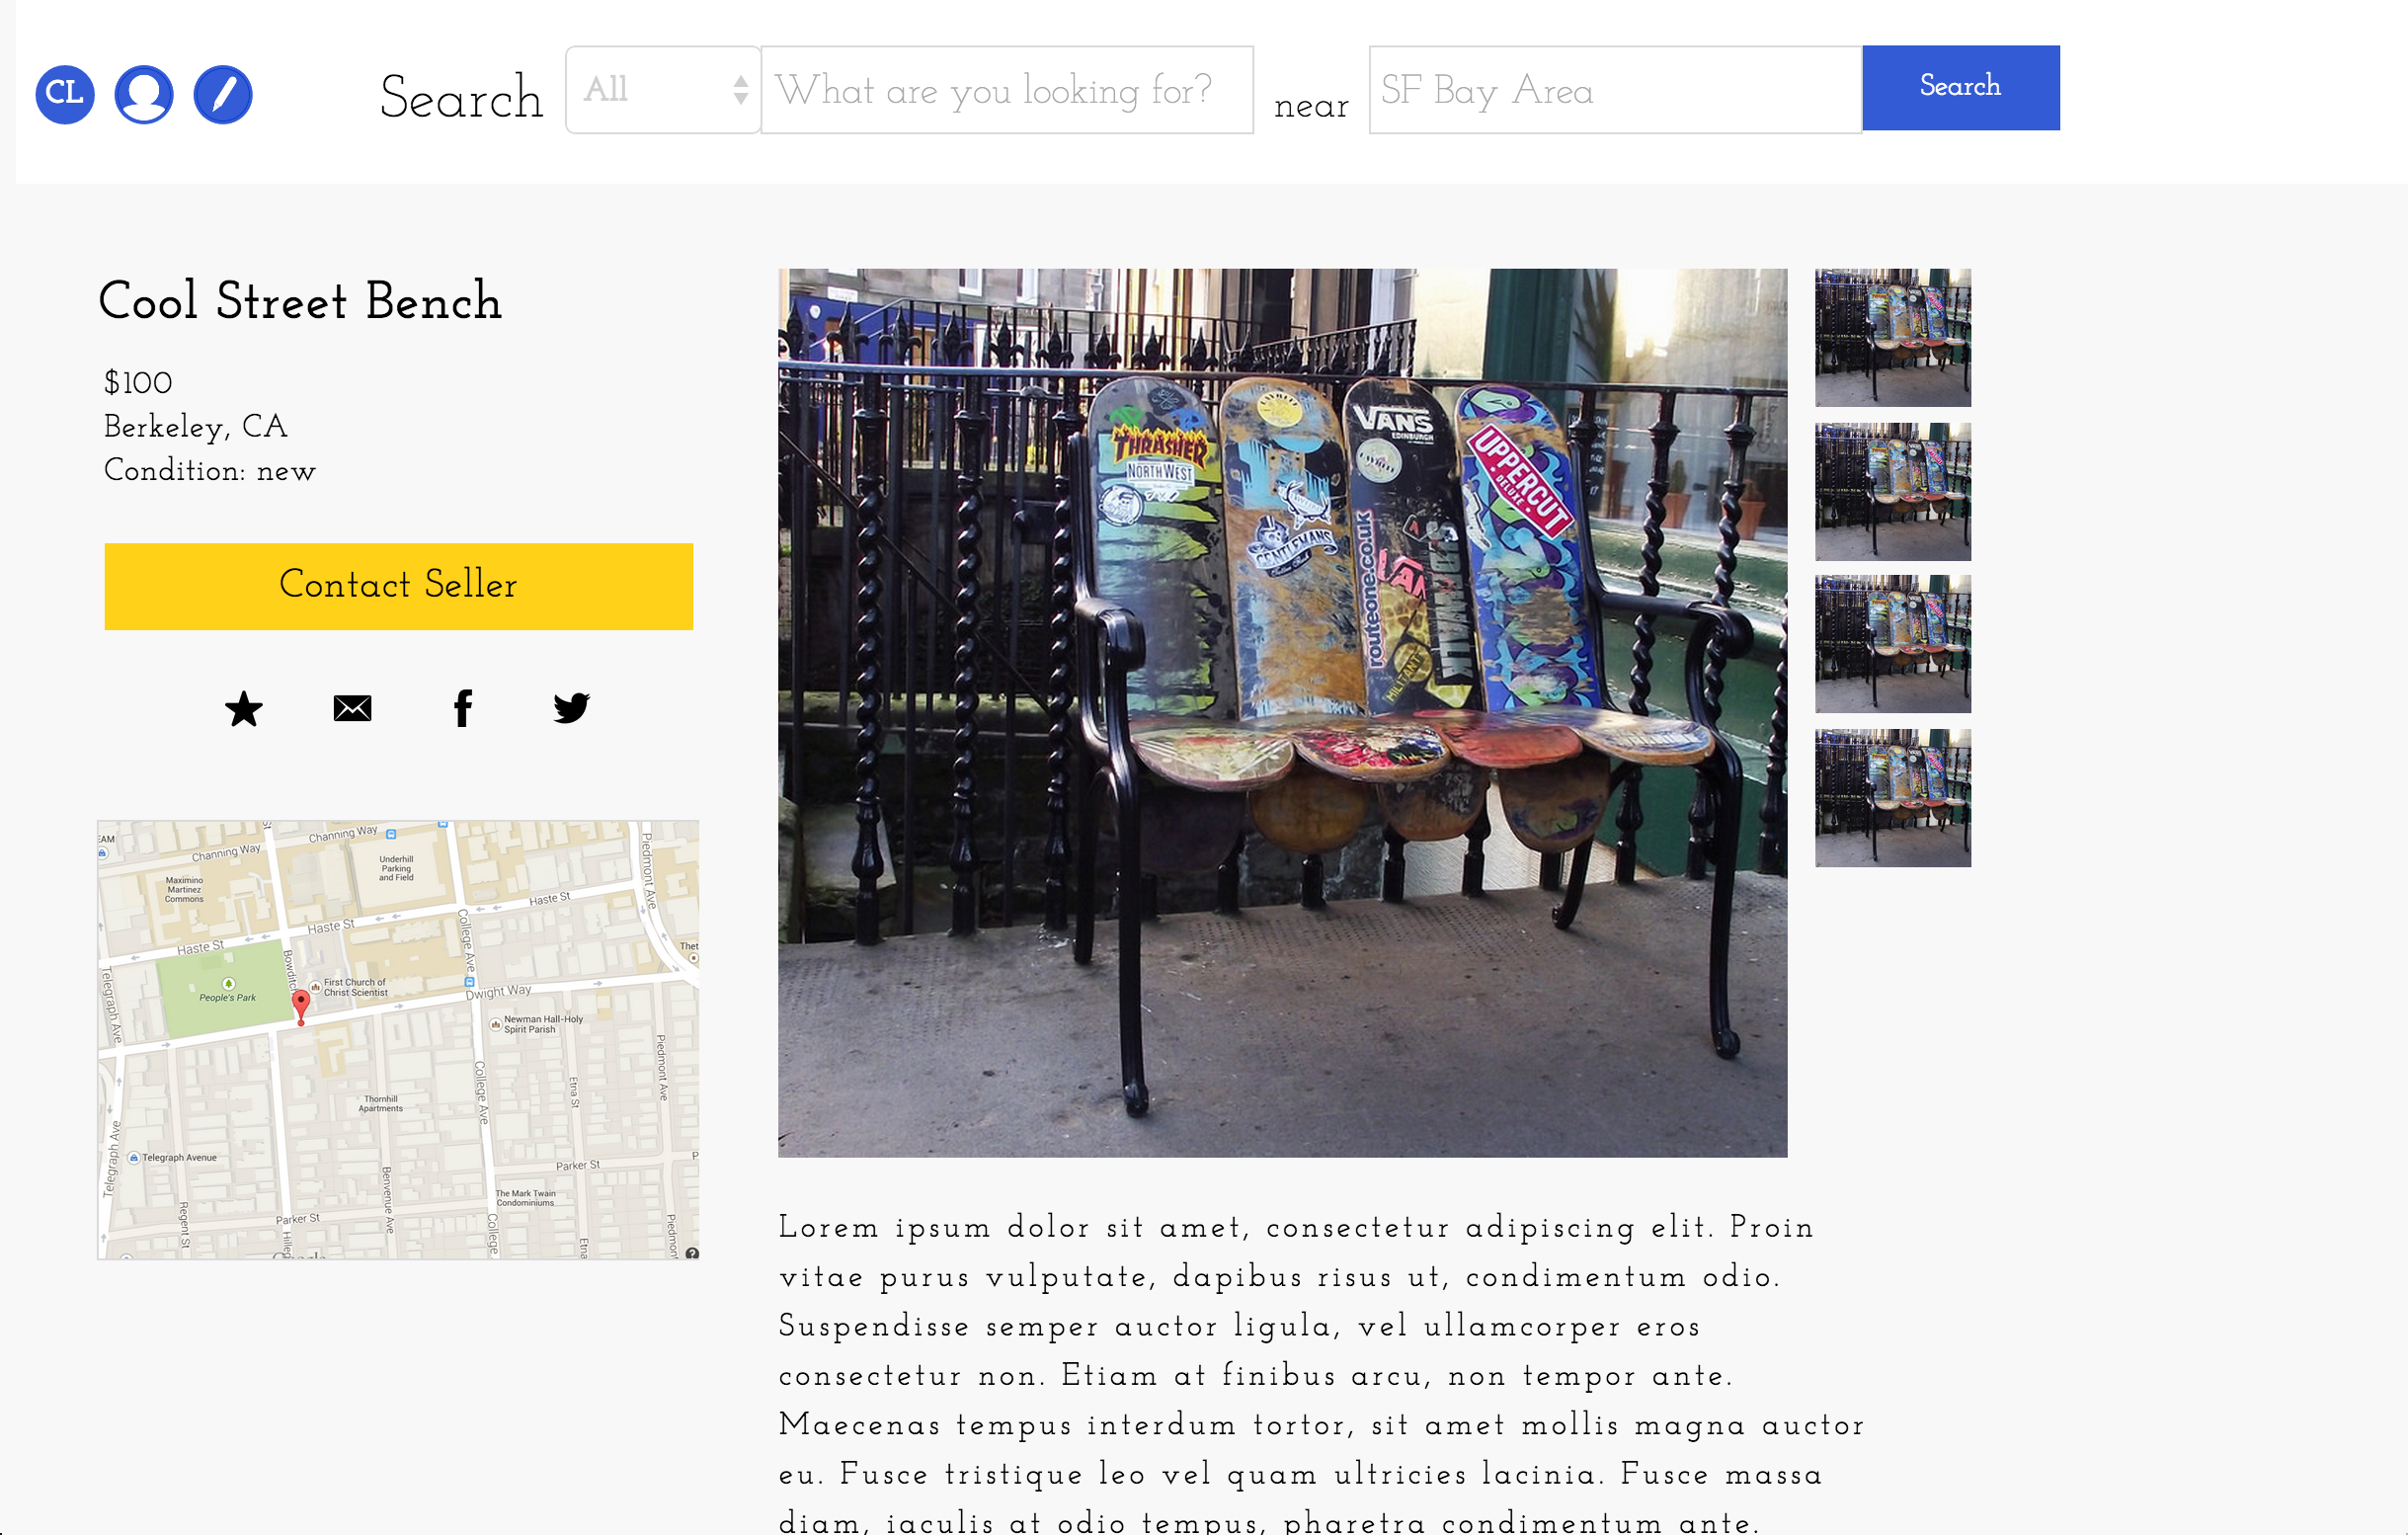 CL
Search
All
What are you looking for?
near
SF Bay Area
Search
Cool Street Bench
$100
Berkeley, CA
Condition: new
Contact Seller
THRASHER
NORTHWEST
GENTLEMANS
VANS
EDINBURGH
routeone.co.uk
MILITANT
UPPERCUT
DELUXE
Channing Way
Channing Way
Underhill
Parking
and Field
Maximino
Martinez
Commons
Piedmont Ave
Haste St
Haste St
Haste St
College Ave
Telegraph Ave
People's Park
First Church of
Christ Scientist
Dwight Way
Newman Hall-Holy
Spirit Parish
Piedmont Ave
College Ave
Etna St
Thornhill
Apartments
Telegraph Ave
Telegraph Avenue
Parker St
Benvenue Ave
The Mark Twain
Condominiums
Regent St
Parker St
College
Lorem ipsum dolor sit amet, consectetur adipiscing elit. Proin
vitae purus vulputate, dapibus risus ut, condimentum odio.
Suspendisse semper auctor ligula, vel ullamcorper eros
consectetur non. Etiam at finibus arcu, non tempor ante.
Maecenas tempus interdum tortor, sit amet mollis magna auctor
eu. Fusce tristique leo vel quam ultricies lacinia. Fusce massa
diam, iaculis at odio tempus, pharetra condimentum ante.